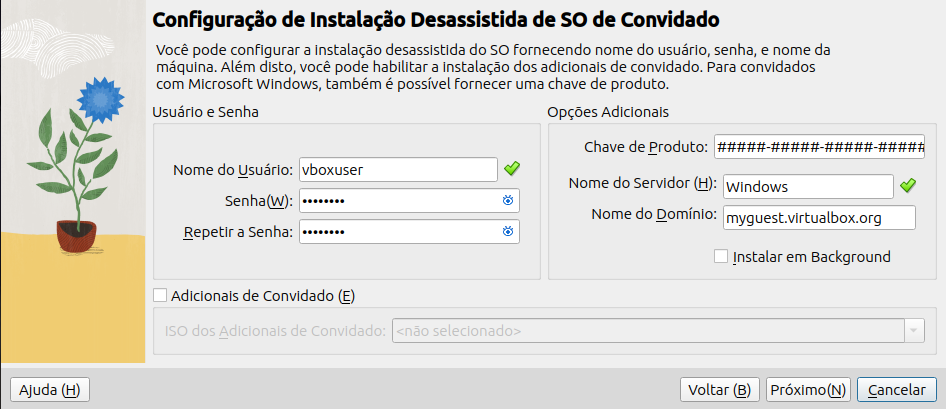 Configuração de Instalação Desassistida de SO de Convidado
Você pode configurar a instalação desassistida do SO fornecendo nome do usuário, senha, e nome da
máquina. Além disto, você pode habilitar a instalação dos adicionais de convidado. Para convidados
com Microsoft Windows, também é possível fornecer uma chave de produto.
Usuário e Senha
Nome do Usuário: vboxuser
Senha(W): ••••••••
Repetir a Senha: ••••••••
Opções Adicionais
Chave de Produto: #####-#####-#####-#####
Nome do Servidor (H): Windows
Nome do Domínio: myguest.virtualbox.org
Instalar em Background
Adicionais de Convidado (E)
ISO dos Adicionais de Convidado: <não selecionado>
Ajuda (H) Voltar (B) Próximo(N) Cancelar